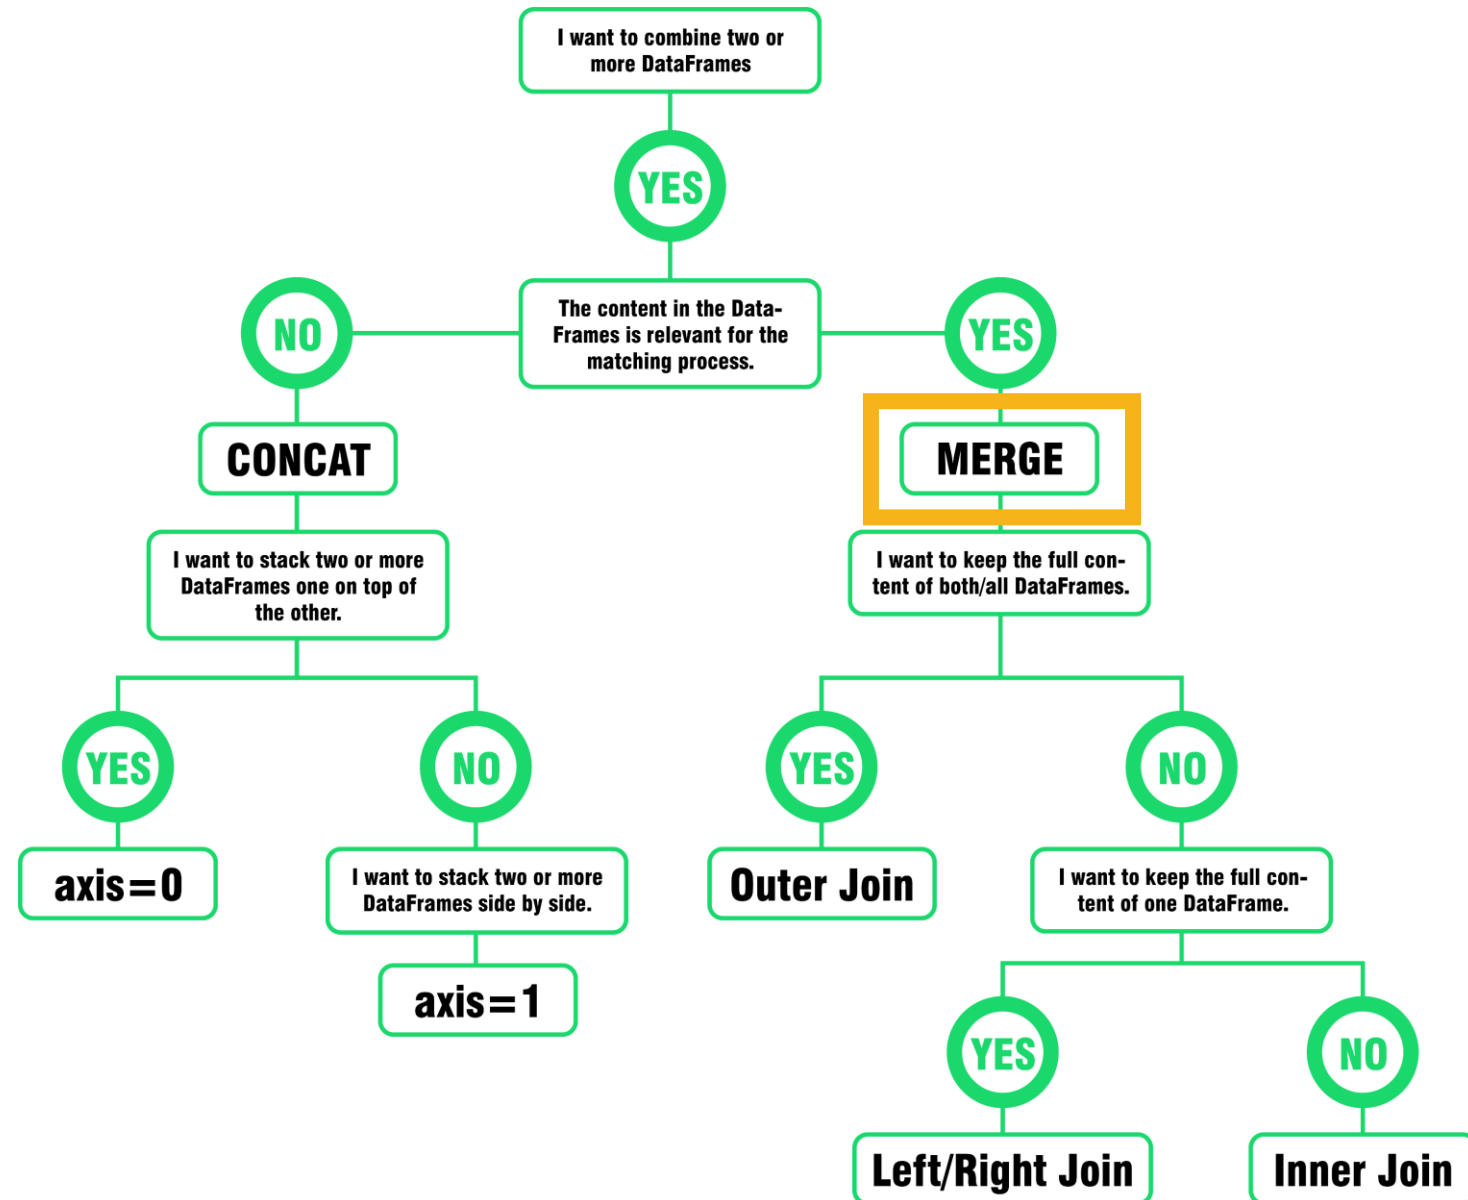 I want to combine two or
more DataFrames
YES
The content in the Data-
Frames is relevant for the
matching process.
NO
YES
CONCAT
MERGE
I want to stack two or more
DataFrames one on top of
the other.
I want to keep the full con-
tent of both/all DataFrames.
YES
NO
YES
NO
axis=0
I want to stack two or more
DataFrames side by side.
Outer Join
I want to keep the full con-
tent of one DataFrame.
axis=1
YES
NO
Left/Right Join
Inner Join